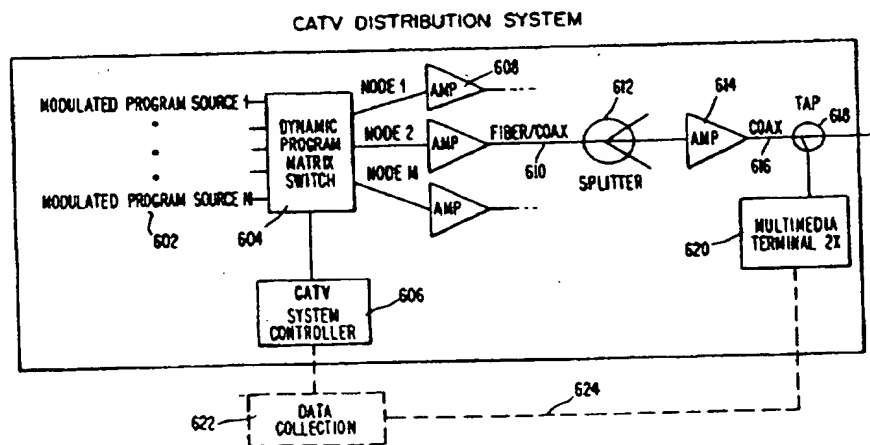 CATV DISTRIBUTION SYSTEM
MODULATED PROGRAM SOURCE 1
MODULATED PROGRAM SOURCE N
602
DYNAMIC
PROGRAM
MATRIX
SWITCH
604
NODE 1
NODE 2
NODE M
AMP
608
AMP
AMP
FIBER/COAX
610
612
SPLITTER
614
AMP
COAX
616
TAP
618
620
MULTIMEDIA
TERMINAL 2X
CATV
SYSTEM
CONTROLLER
606
622
DATA
COLLECTION
624